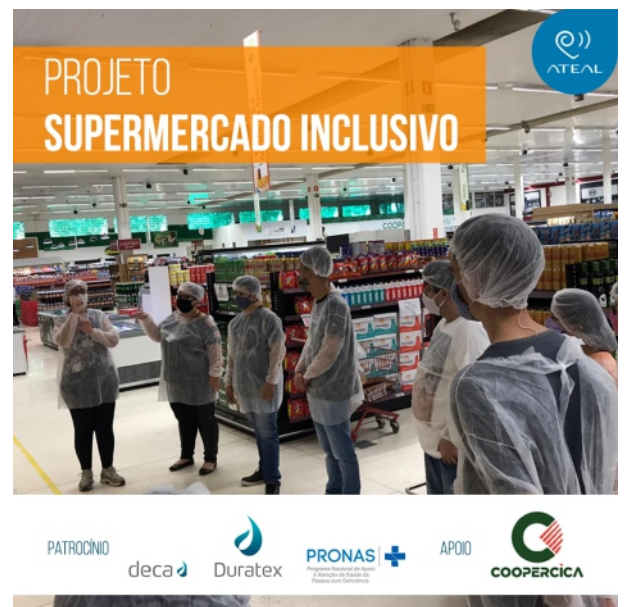 PROJETO
SUPERMERCADO INCLUSIVO
ATEAL
PATROCÍNIO
deca
Duratex
PRONAS
Programa Nacional de Apoio
à Atenção da Saúde da
Pessoa com Deficiência
APOIO
COOPERCICA